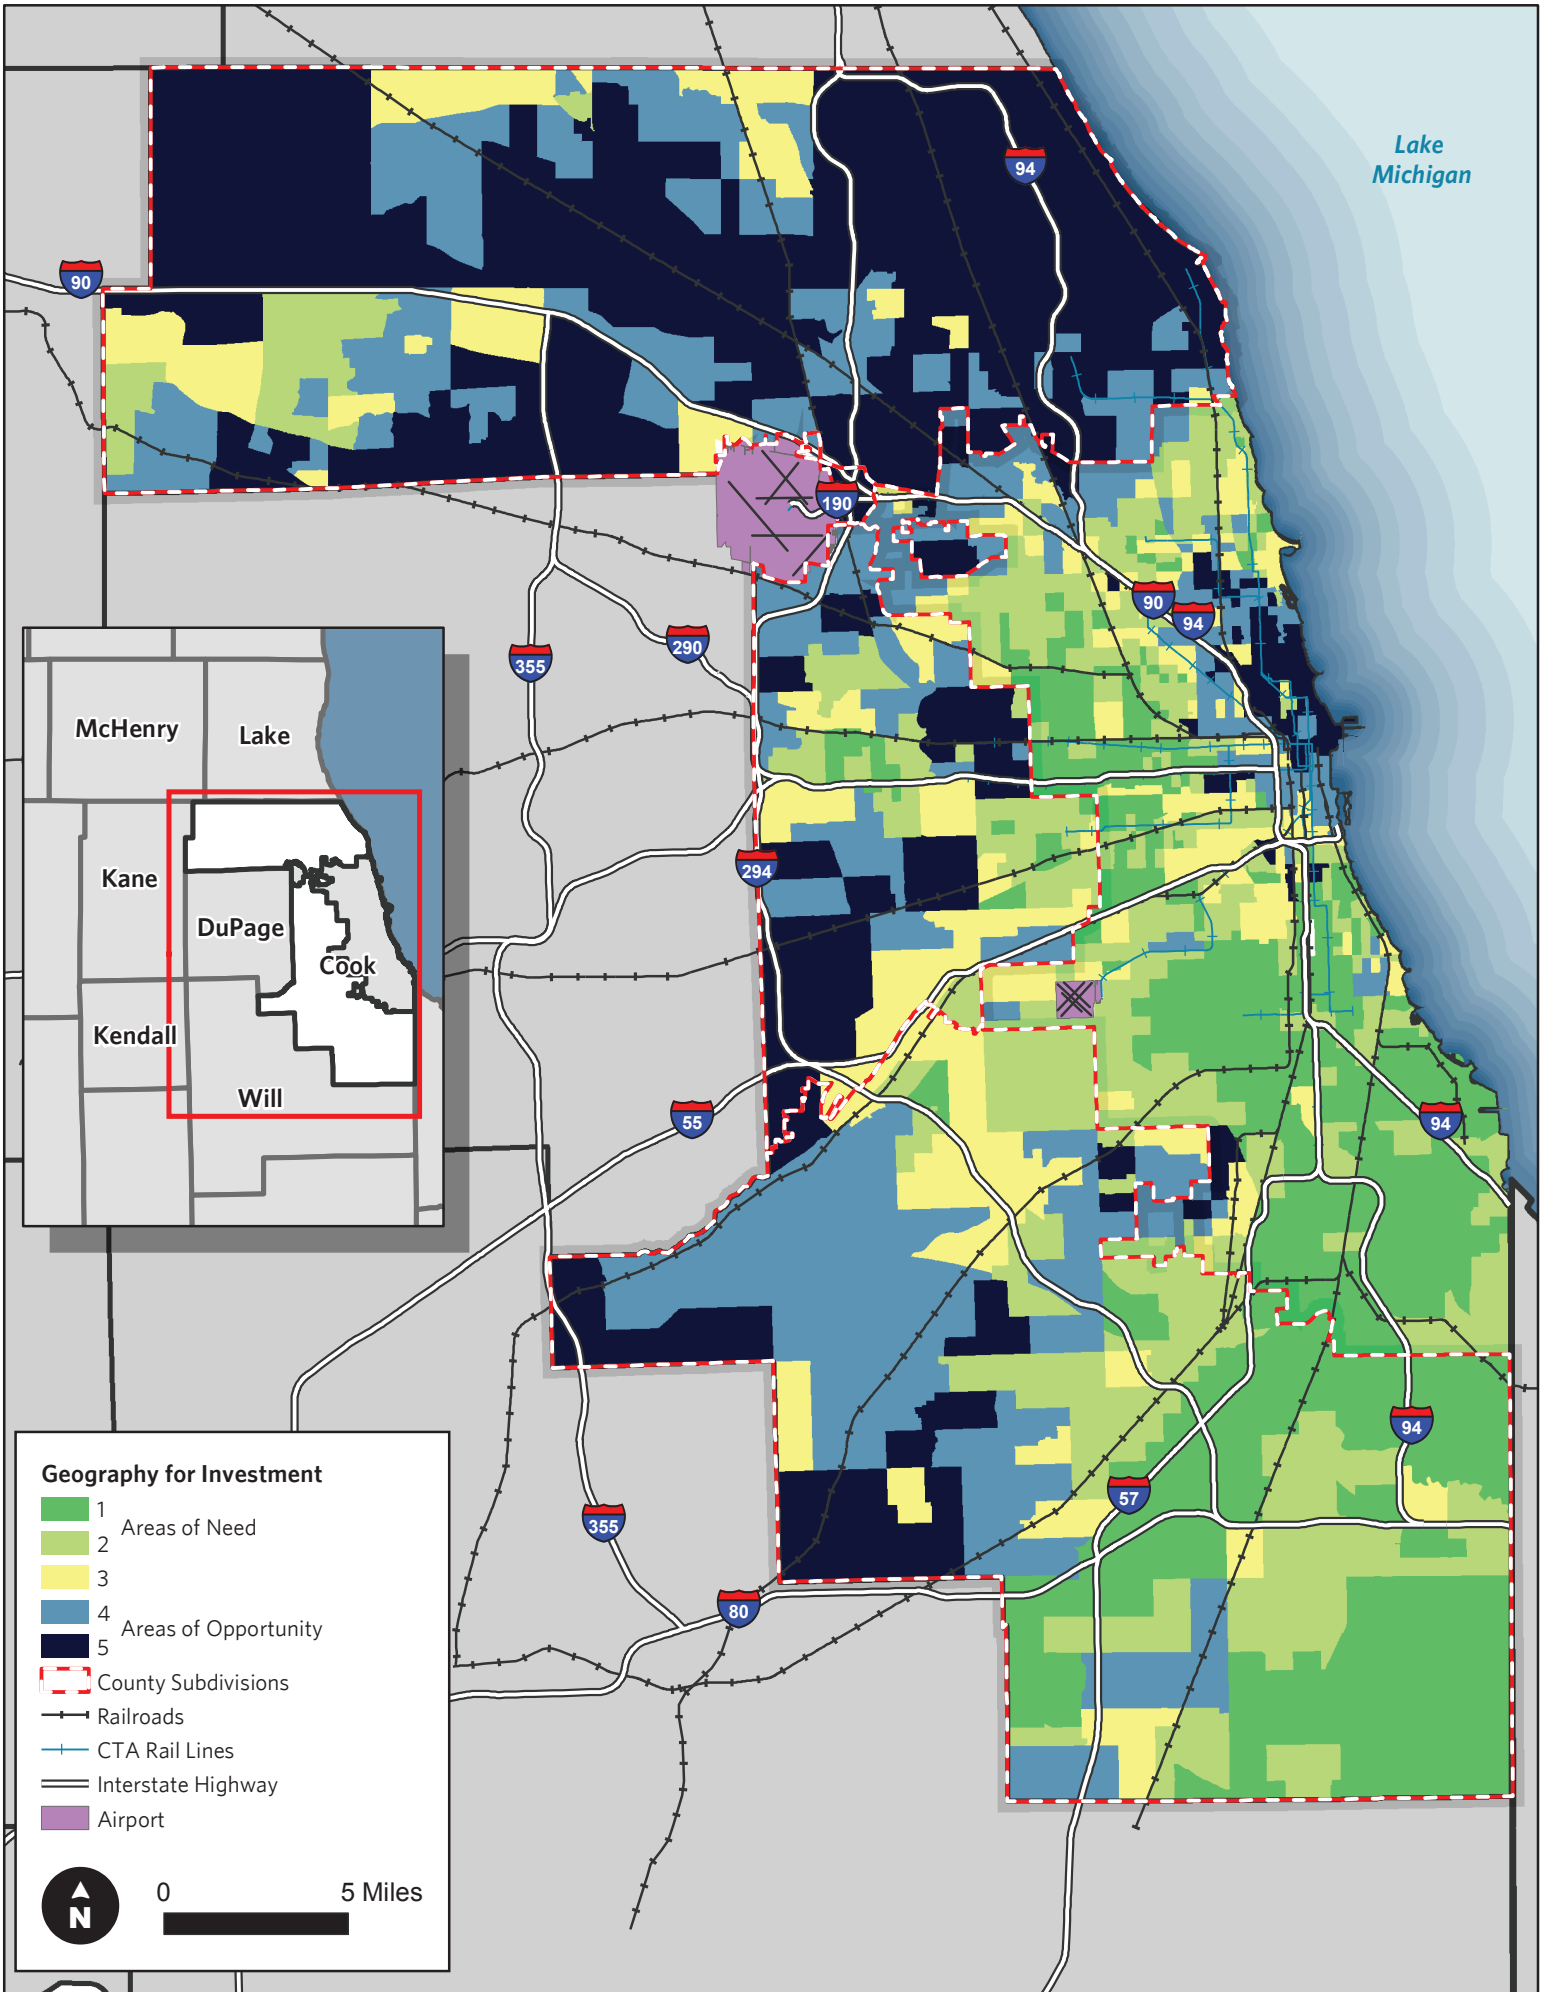 Lake
Michigan
94
90
190
90
94
290
355
McHenry
Lake
294
Kane
DuPage
Cook
Kendall
Will
55
94
94
57
355
80
Geography for Investment
1
Areas of Need
2
3
4
Areas of Opportunity
5
County Subdivisions
Railroads
CTA Rail Lines
Interstate Highway
Airport
N
0
5 Miles